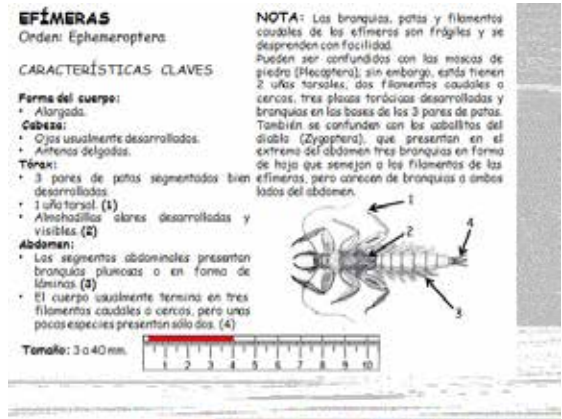 EFÍMERAS
Orden: Ephemeroptera
CARACTERÍSTICAS CLAVES
Forma del cuerpo:
• Alargada.
Cabeza:
• Ojos usualmente desarrollados.
• Antenas delgadas.
Tórax:
• 3 pares de patas segmentadas bien
desarrolladas.
• 1 uña tarsal. (1)
• Almohadillas alares desarrolladas y
visibles. (2)
Abdomen:
• Los segmentos abdominales presentan
branquias plumosas o en forma de
láminas. (3)
• El cuerpo usualmente termina en tres
filamentos caudales o cercos, pero unas
pocas especies presentan sólo dos. (4)
Tamaño: 3 a 40 mm.
NOTA: Las branquias, patas y filamentos
caudales de los efímeros son frágiles y se
desprenden con facilidad.
Pueden ser confundidos con las moscas de
piedra (Plecoptera); sin embargo, estás tienen
2 uñas tarsales, dos filamentos caudales o
cercos, tres placas torácicas desarrolladas y
branquias en las bases de los 3 pares de patas.
También se confunden con los caballitos del
diablo (Zygoptera), que presentan en el
extremo del abdomen tres branquias en forma
de hoja que semejan a los filamentos de las
efímeras, pero carecen de branquias a ambos
lados del abdomen.
1
2
4
3
1 2 3 4 5 6 7 8 9 10